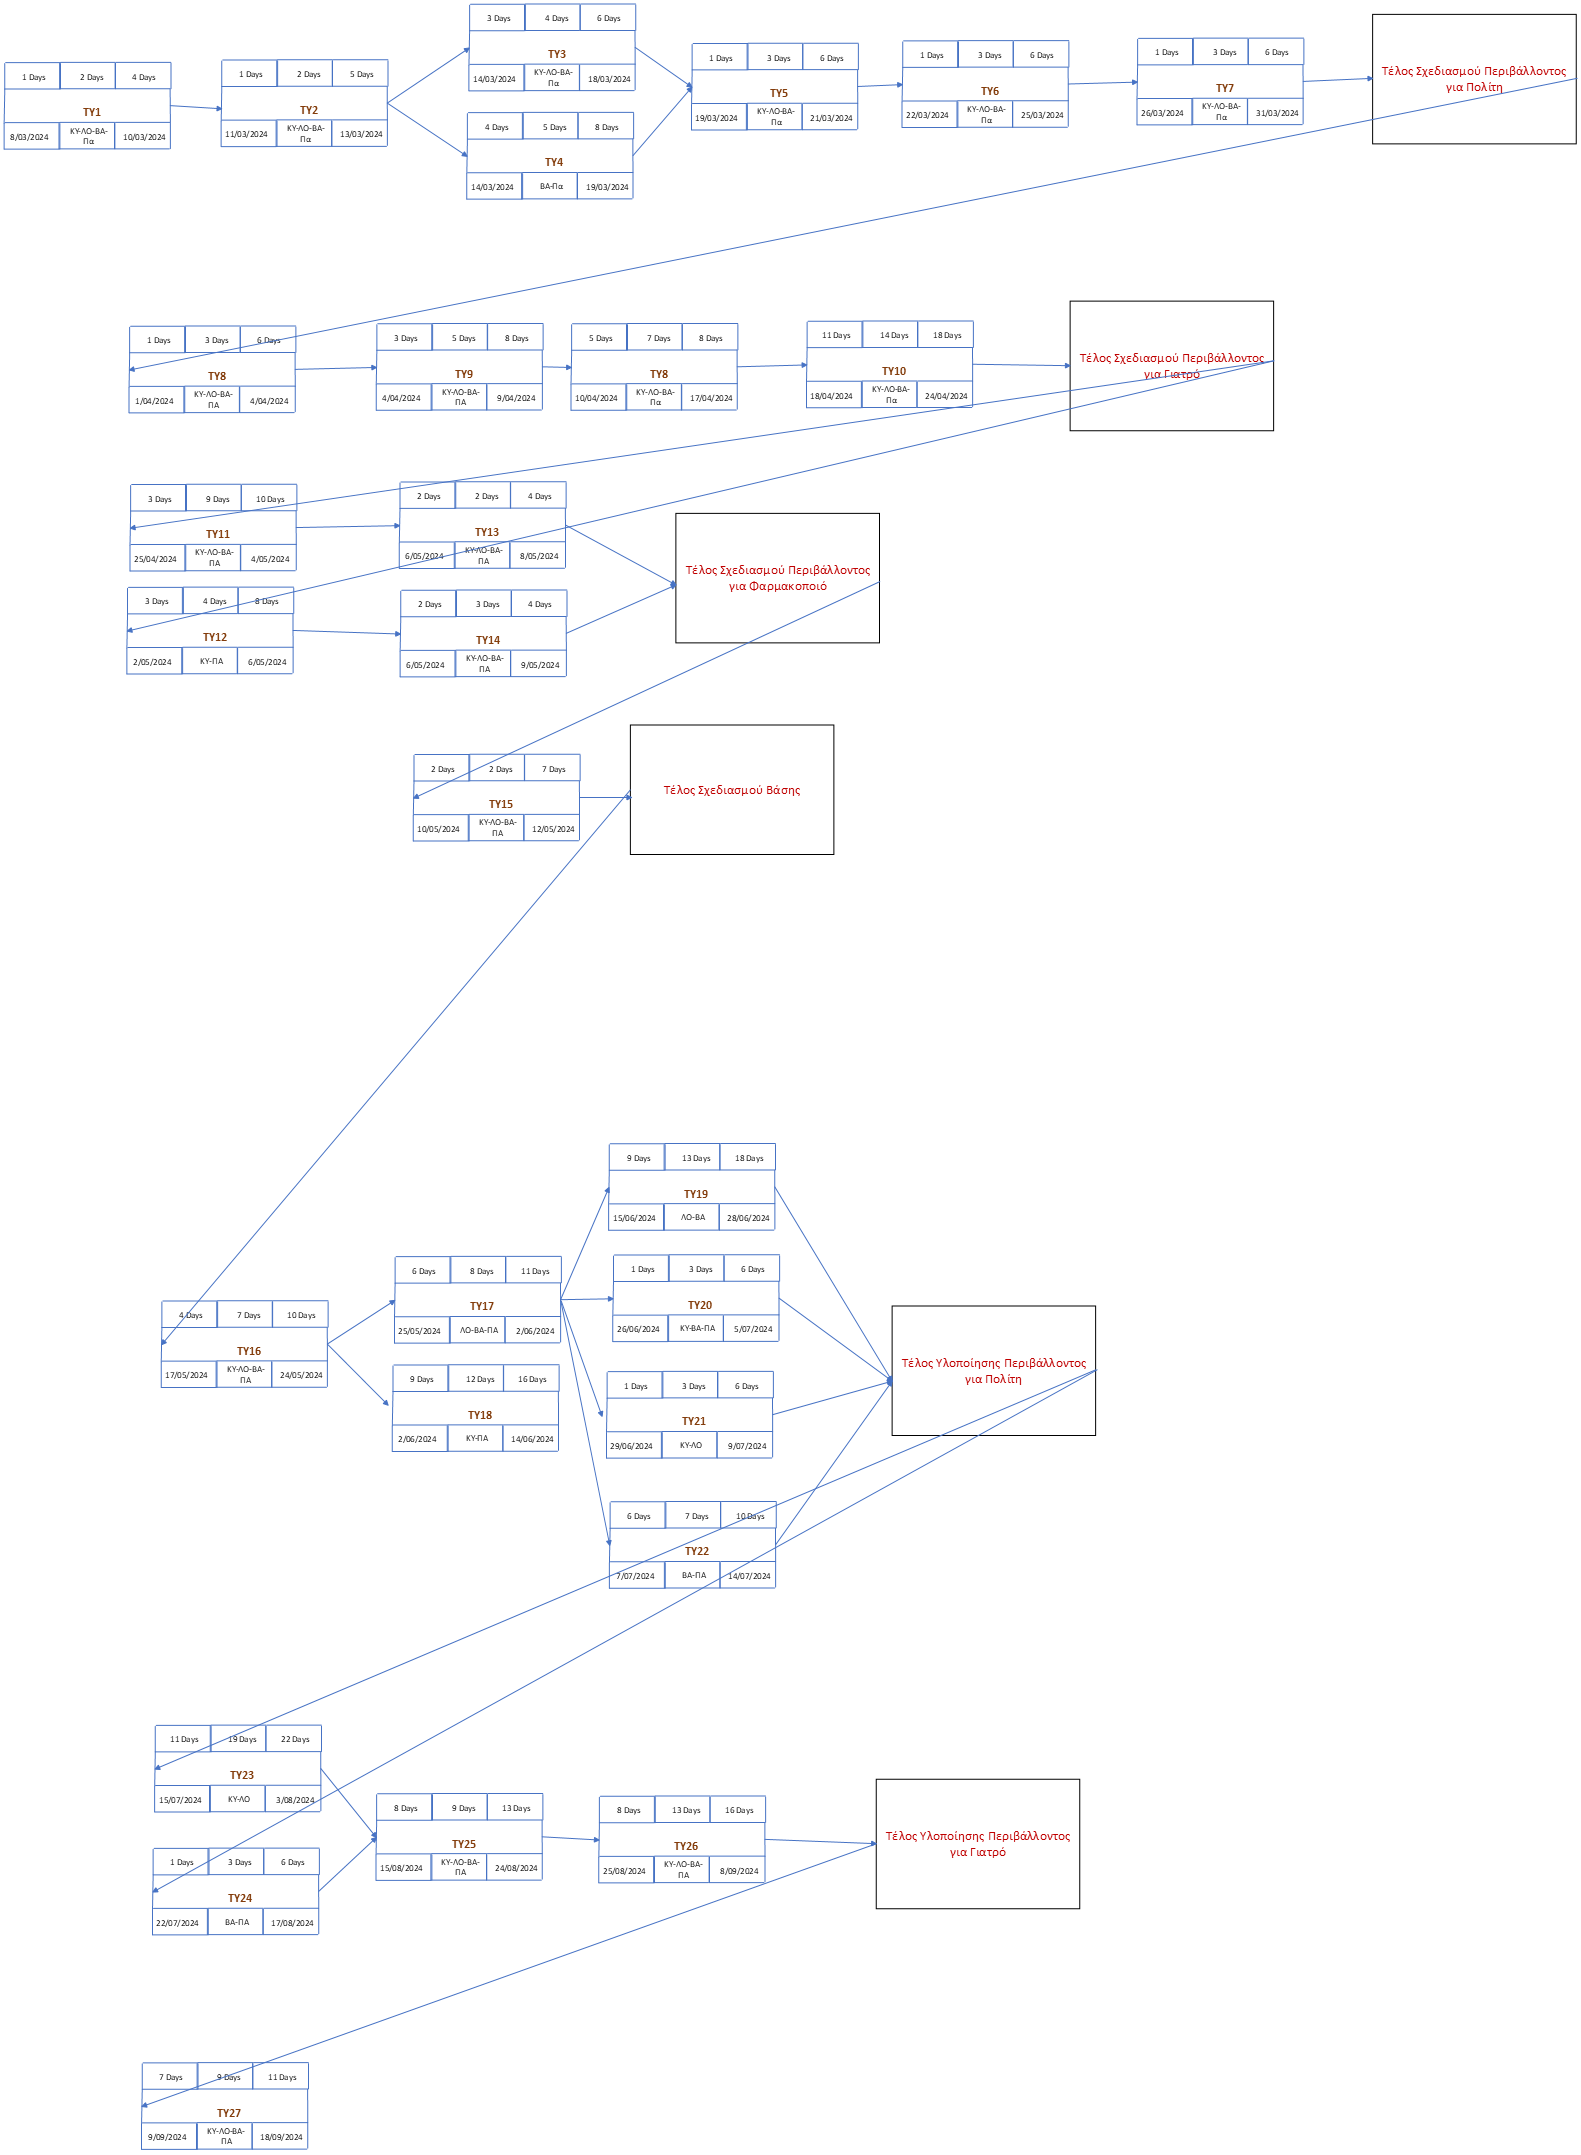 1 Days 2 Days 4 Days
TY1
8/03/2024 ΚΥ-ΛΟ-ΒΑ-
Πα 10/03/2024
1 Days 2 Days 5 Days
TY2
11/03/2024 ΚΥ-ΛΟ-ΒΑ-
Πα 13/03/2024
3 Days 4 Days 6 Days
TY3
14/03/2024 ΚΥ-ΛΟ-ΒΑ-
Πα 18/03/2024
4 Days 5 Days 8 Days
TY4
14/03/2024 ΒΑ-Πα 19/03/2024
1 Days 3 Days 6 Days
TY5
19/03/2024 ΚΥ-ΛΟ-ΒΑ-
Πα 21/03/2024
1 Days 3 Days 6 Days
TY6
22/03/2024 ΚΥ-ΛΟ-ΒΑ-
Πα 25/03/2024
1 Days 3 Days 6 Days
TY7
26/03/2024 ΚΥ-ΛΟ-ΒΑ-
Πα 31/03/2024
Τέλος Σχεδιασμού Περιβάλλοντος
για Πολίτη
1 Days 3 Days 6 Days
TY8
1/04/2024 ΚΥ-ΛΟ-ΒΑ-
ΠΑ 4/04/2024
3 Days 5 Days 8 Days
TY9
4/04/2024 ΚΥ-ΛΟ-ΒΑ-
ΠΑ 9/04/2024
5 Days 7 Days 8 Days
TY8
10/04/2024 ΚΥ-ΛΟ-ΒΑ-
Πα 17/04/2024
11 Days 14 Days 18 Days
TY10
18/04/2024 ΚΥ-ΛΟ-ΒΑ-
Πα 24/04/2024
Τέλος Σχεδιασμού Περιβάλλοντος
για Γιατρό
3 Days 9 Days 10 Days
TY11
25/04/2024 ΚΥ-ΛΟ-ΒΑ-
ΠΑ 4/05/2024
2 Days 2 Days 4 Days
TY13
6/05/2024 ΚΥ-ΛΟ-ΒΑ-
ΠΑ 8/05/2024
3 Days 4 Days 8 Days
TY12
2/05/2024 ΚΥ-ΠΑ 6/05/2024
2 Days 3 Days 4 Days
TY14
6/05/2024 ΚΥ-ΛΟ-ΒΑ-
ΠΑ 9/05/2024
Τέλος Σχεδιασμού Περιβάλλοντος
για Φαρμακοποιό
2 Days 2 Days 7 Days
TY15
10/05/2024 ΚΥ-ΛΟ-ΒΑ-
ΠΑ 12/05/2024
Τέλος Σχεδιασμού Βάσης
4 Days 7 Days 10 Days
TY16
17/05/2024 ΚΥ-ΛΟ-ΒΑ-
ΠΑ 24/05/2024
6 Days 8 Days 11 Days
TY17
25/05/2024 ΛΟ-ΒΑ-ΠΑ 2/06/2024
9 Days 12 Days 16 Days
TY18
2/06/2024 ΚΥ-ΠΑ 14/06/2024
9 Days 13 Days 18 Days
TY19
15/06/2024 ΛΟ-ΒΑ 28/06/2024
1 Days 3 Days 6 Days
TY20
26/06/2024 ΚΥ-ΒΑ-ΠΑ 5/07/2024
1 Days 3 Days 6 Days
TY21
29/06/2024 ΚΥ-ΛΟ 9/07/2024
6 Days 7 Days 10 Days
TY22
7/07/2024 ΒΑ-ΠΑ 14/07/2024
Τέλος Υλοποίησης Περιβάλλοντος
για Πολίτη
11 Days 19 Days 22 Days
TY23
15/07/2024 ΚΥ-ΛΟ 3/08/2024
1 Days 3 Days 6 Days
TY24
22/07/2024 ΒΑ-ΠΑ 17/08/2024
8 Days 9 Days 13 Days
TY25
15/08/2024 ΚΥ-ΛΟ-ΒΑ-
ΠΑ 24/08/2024
8 Days 13 Days 16 Days
TY26
25/08/2024 ΚΥ-ΛΟ-ΒΑ-
ΠΑ 8/09/2024
Τέλος Υλοποίησης Περιβάλλοντος
για Γιατρό
7 Days 9 Days 11 Days
TY27
9/09/2024 ΚΥ-ΛΟ-ΒΑ-
ΠΑ 18/09/2024